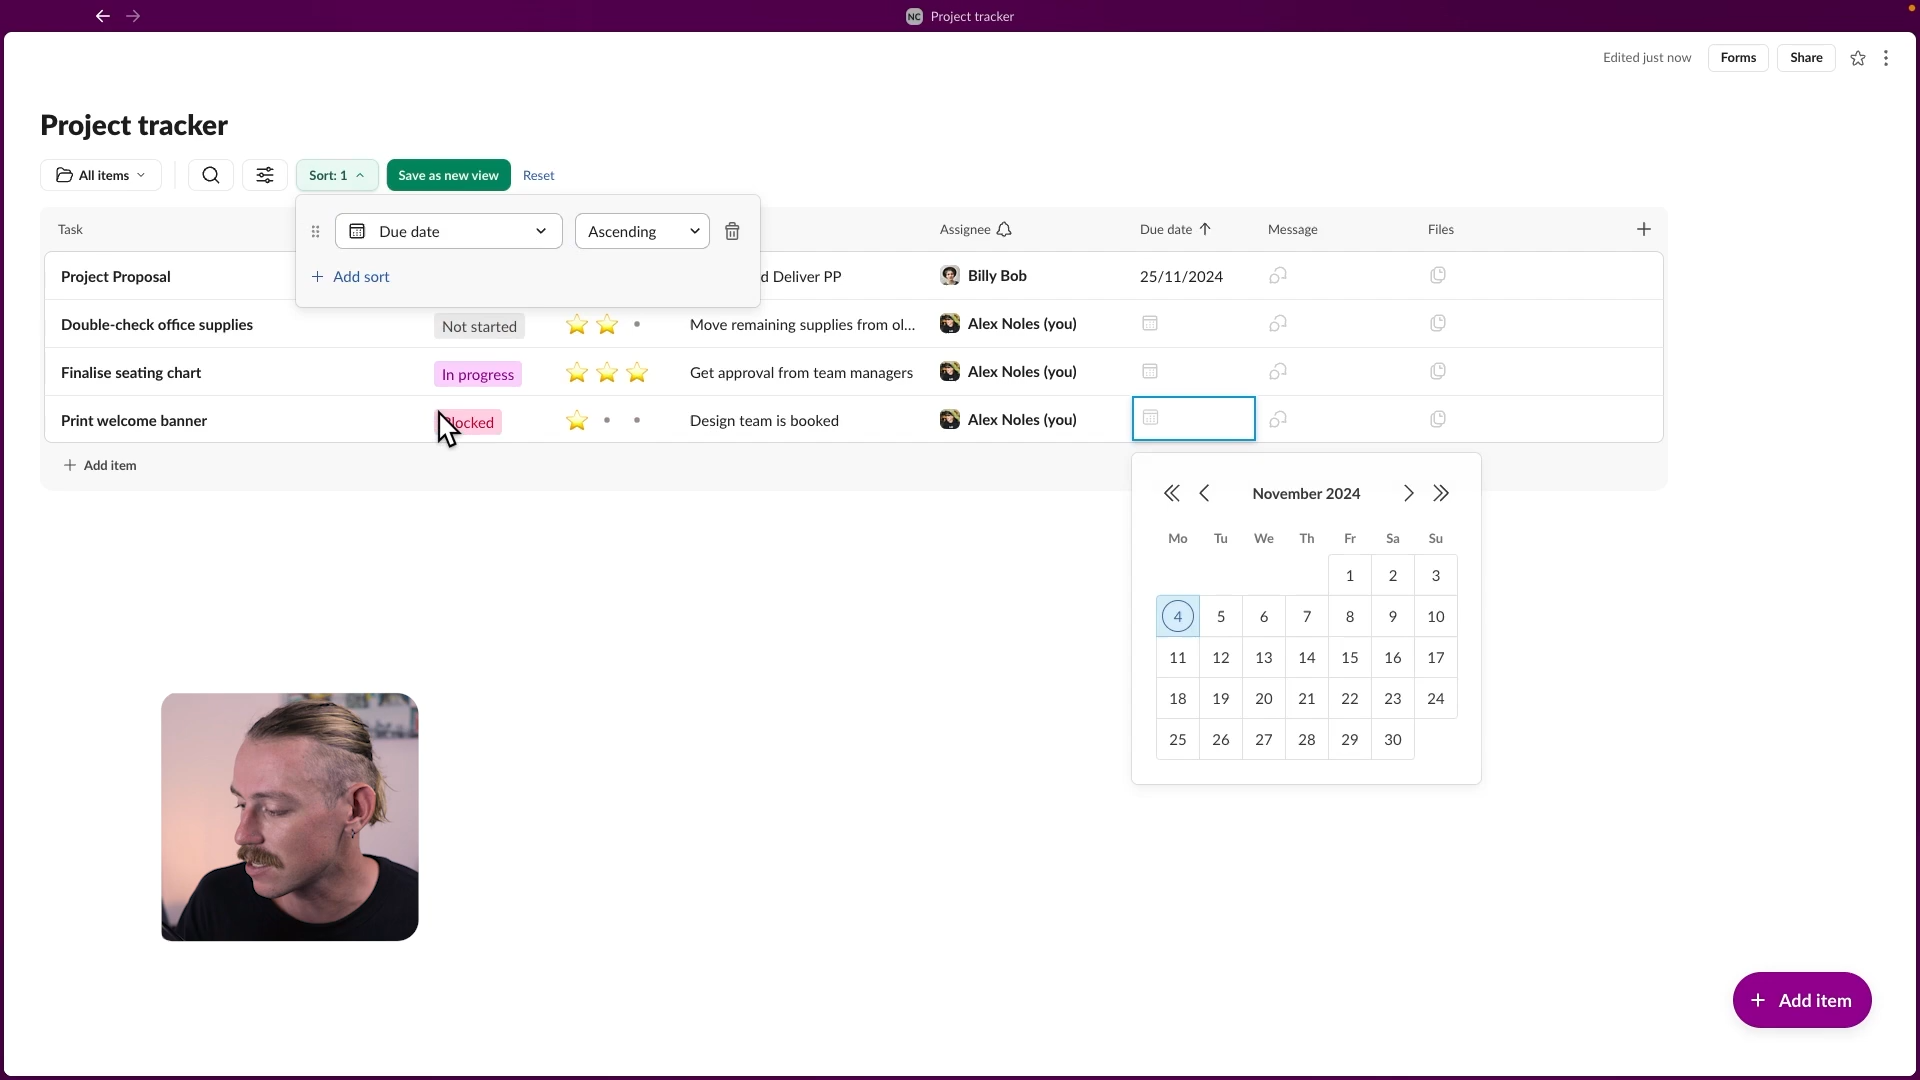 NC Project tracker
Edited just now Forms Share
Project tracker
All items Sort: 1 Save as new view Reset
Task Assignee Due date Message Files
Due date Ascending
Add sort
Project Proposal d Deliver PP Billy Bob 25/11/2024
Double-check office supplies Not started Move remaining supplies from ol... Alex Noles (you)
Finalise seating chart In progress Get approval from team managers Alex Noles (you)
Print welcome banner locked Design team is booked Alex Noles (you)
Add item
November 2024
Mo Tu We Th Fr Sa Su
1 2 3
4 5 6 7 8 9 10
11 12 13 14 15 16 17
18 19 20 21 22 23 24
25 26 27 28 29 30
Add item